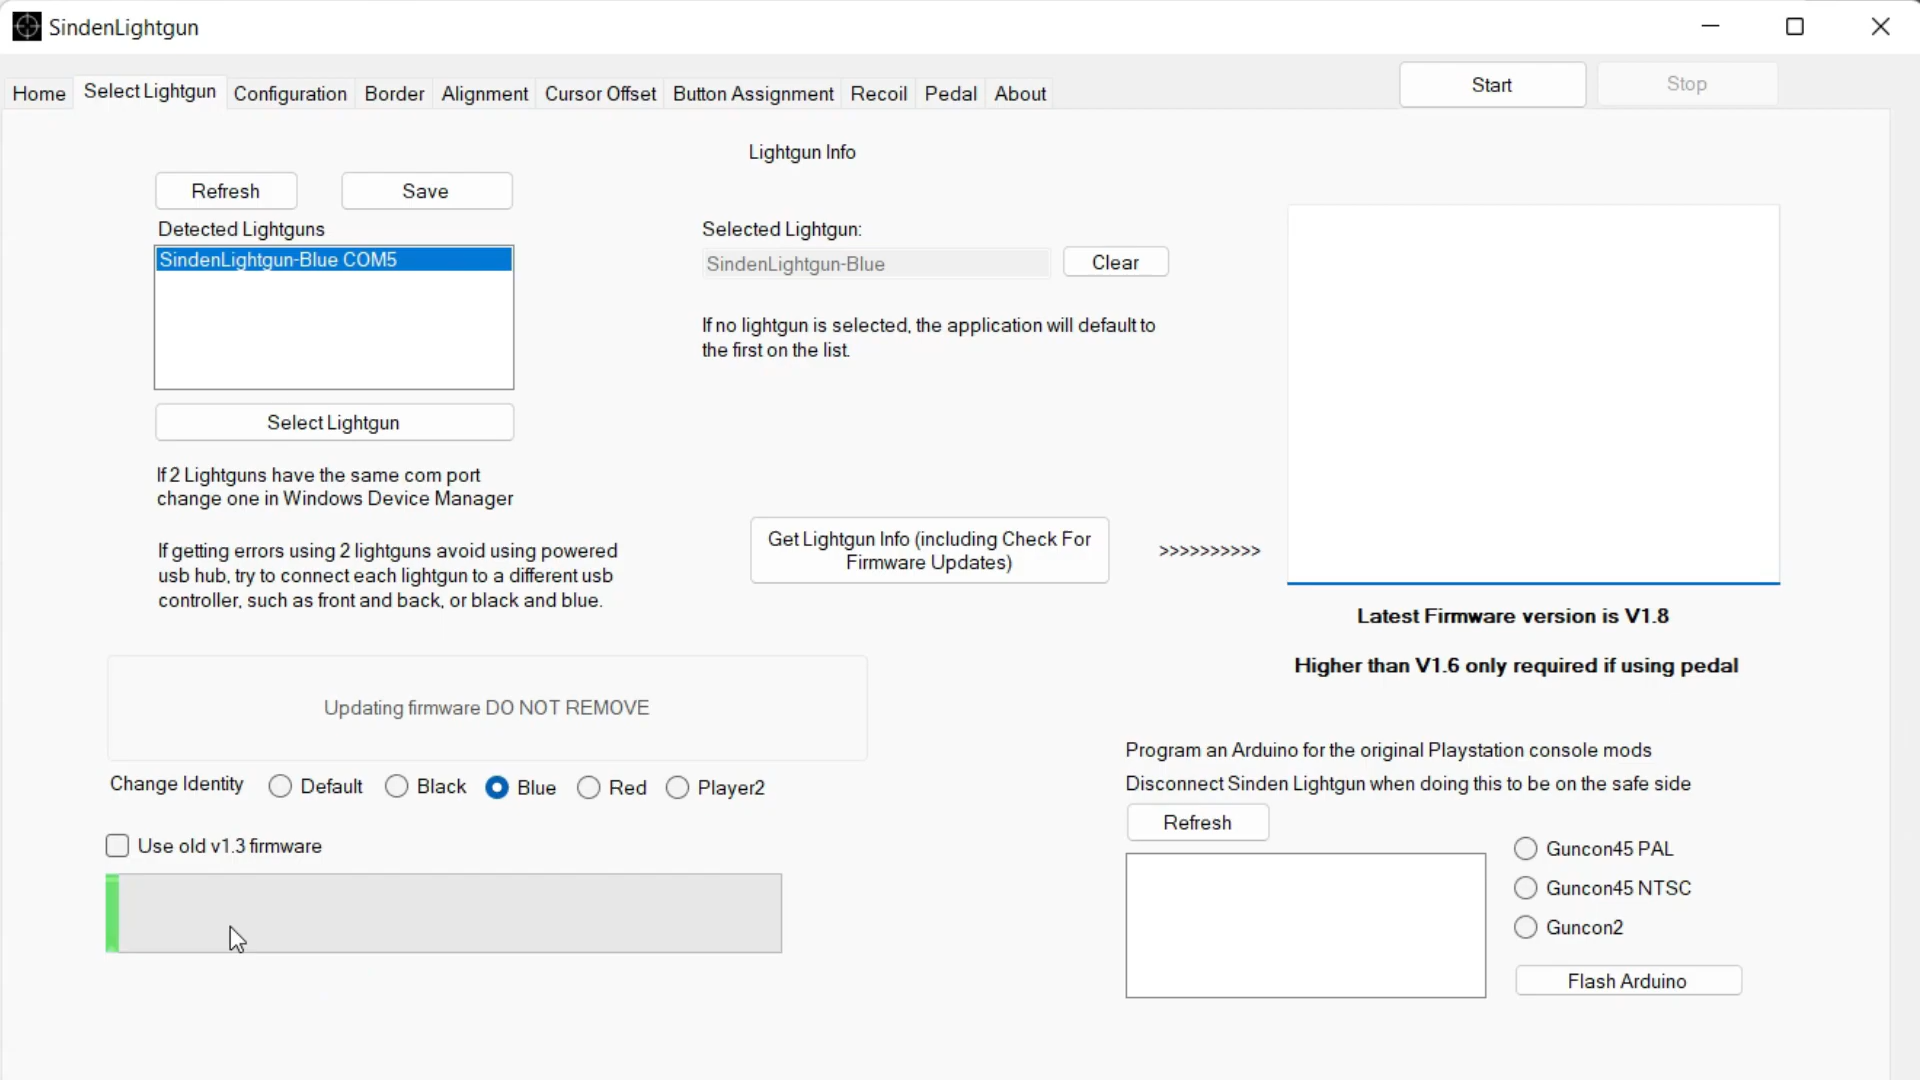 SindenLightgun
Home
Select Lightgun
Configuration
Border
Alignment
Cursor Offset
Button Assignment
Recoil
Pedal
About
Start
Stop
Lightgun Info
Refresh
Save
Detected Lightguns
SindenLightgun-Blue COM5
Select Lightgun
If 2 Lightguns have the same com port
change one in Windows Device Manager
If getting errors using 2 lightguns avoid using powered
usb hub, try to connect each lightgun to a different usb
controller, such as front and back, or black and blue.
Selected Lightgun:
SindenLightgun-Blue
Clear
If no lightgun is selected, the application will default to
the first on the list.
Get Lightgun Info (including Check For
Firmware Updates)
>>>>>>>>>>
Latest Firmware version is V1.8
Higher than V1.6 only required if using pedal
Updating firmware DO NOT REMOVE
Change Identity
Default
Black
Blue
Red
Player2
Use old v1.3 firmware
Program an Arduino for the original Playstation console mods
Disconnect Sinden Lightgun when doing this to be on the safe side
Refresh
Guncon45 PAL
Guncon45 NTSC
Guncon2
Flash Arduino